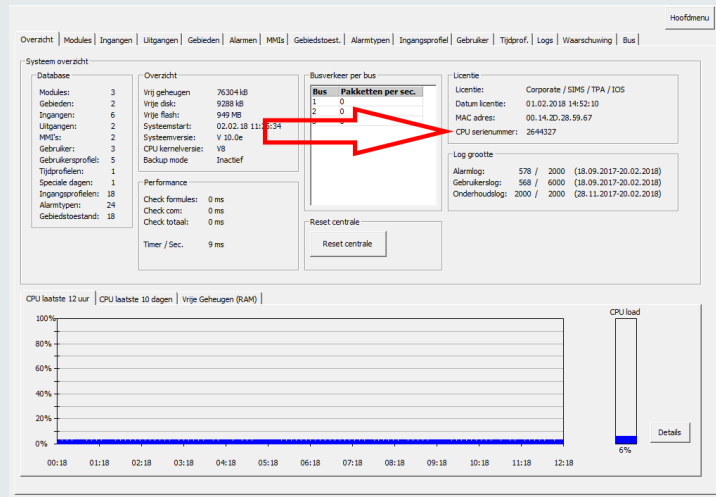 Hoofdmenu
Overzicht Modules Ingangen Uitgangen Gebieden Alarmen MMIs Gebiedstoest. Alarmtypen Ingangsprofiel Gebruiker Tijdprof. Logs Waarschuwing Bus
Systeem overzicht
Database
Modules: 3
Gebieden: 2
Ingangen: 6
Uitgangen: 2
MMI's: 2
Gebruiker: 3
Gebruikersprofiel: 5
Tijdprofielen: 1
Speciale dagen: 1
Ingangsprofielen: 18
Alarmtypen: 24
Gebiedstoestand: 18
Overzicht
Vrij geheugen 76304 kB
Vrije disk: 9288 kB
Vrije flash: 949 MB
Systeemstart: 02.02.18 11: 5:34
Systeemversie: V 10.0e
CPU kernelversie: V8
Backup mode Inactief
Performance
Check formules: 0 ms
Check com: 0 ms
Check totaal: 0 ms
Timer / Sec. 9 ms
Busverkeer per bus
Bus Pakketten per sec.
1 0
2 0
Reset centrale
Reset centrale
Licentie
Licentie: Corporate / SIMS / TPA / IOS
Datum licentie: 01.02.2018 14:52:10
MAC adres: 00.14.2D.28.59.67
CPU serienummer: 2644327
Log grootte
Alarmlog: 578 / 2000 (18.09.2017-20.02.2018)
Gebruikerslog: 568 / 6000 (18.09.2017-20.02.2018)
Onderhoudslog: 2000 / 2000 (28.11.2017-20.02.2018)
CPU laatste 12 uur CPU laatste 10 dagen Vrije Geheugen (RAM)
100%
80%
60%
40%
20%
0%
00:18 01:18 02:18 03:18 04:18 05:18 06:18 07:18 08:18 09:18 10:18 11:18 12:18
CPU load
6%
Details